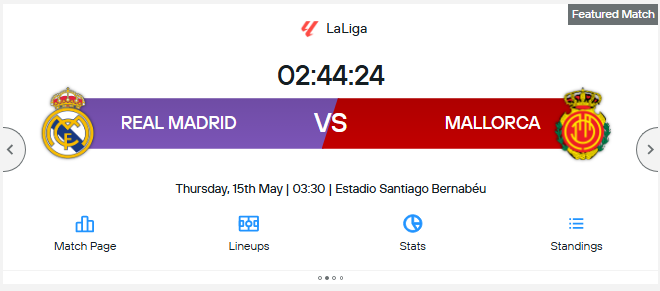 Featured Match
LaLiga
02:44:24
REAL MADRID VS MALLORCA
Thursday, 15th May | 03:30 | Estadio Santiago Bernabéu
Match Page Lineups Stats Standings